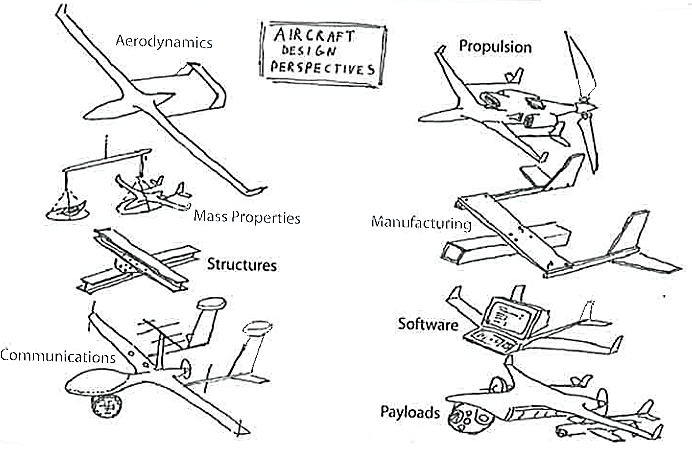 AIRCRAFT
DESIGN
PERSPECTIVES
Aerodynamics
Propulsion
Mass Properties
Manufacturing
Structures
Software
Communications
Payloads